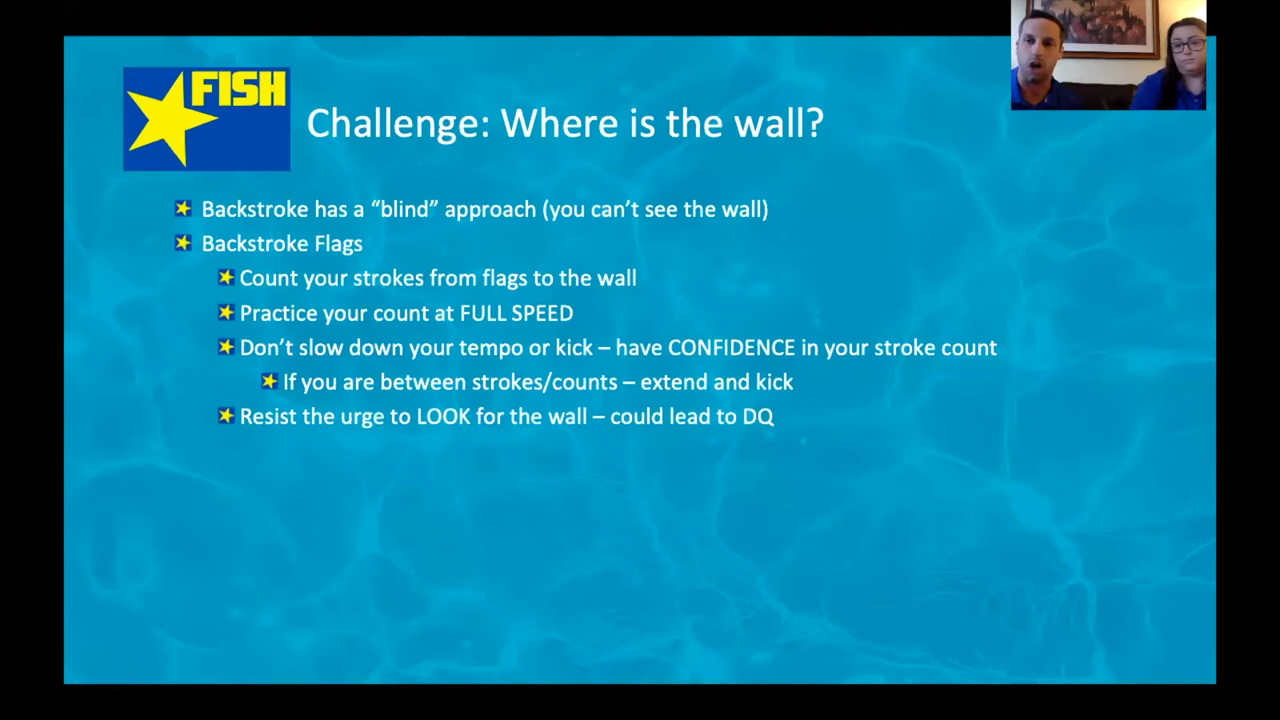 FISH
Challenge: Where is the wall?
Backstroke has a “blind” approach (you can’t see the wall)
Backstroke Flags
Count your strokes from flags to the wall
Practice your count at FULL SPEED
Don’t slow down your tempo or kick – have CONFIDENCE in your stroke count
If you are between strokes/counts – extend and kick
Resist the urge to LOOK for the wall – could lead to DQ